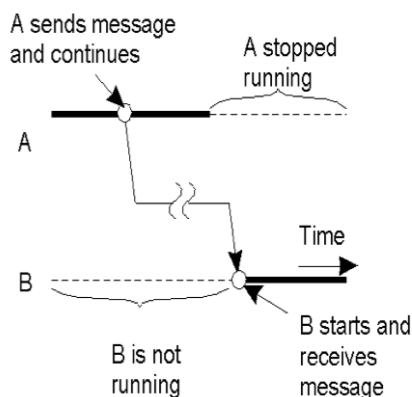 A sends message
and continues
A stopped
running
A
Time
B
B is not
running
B starts and
receives
message